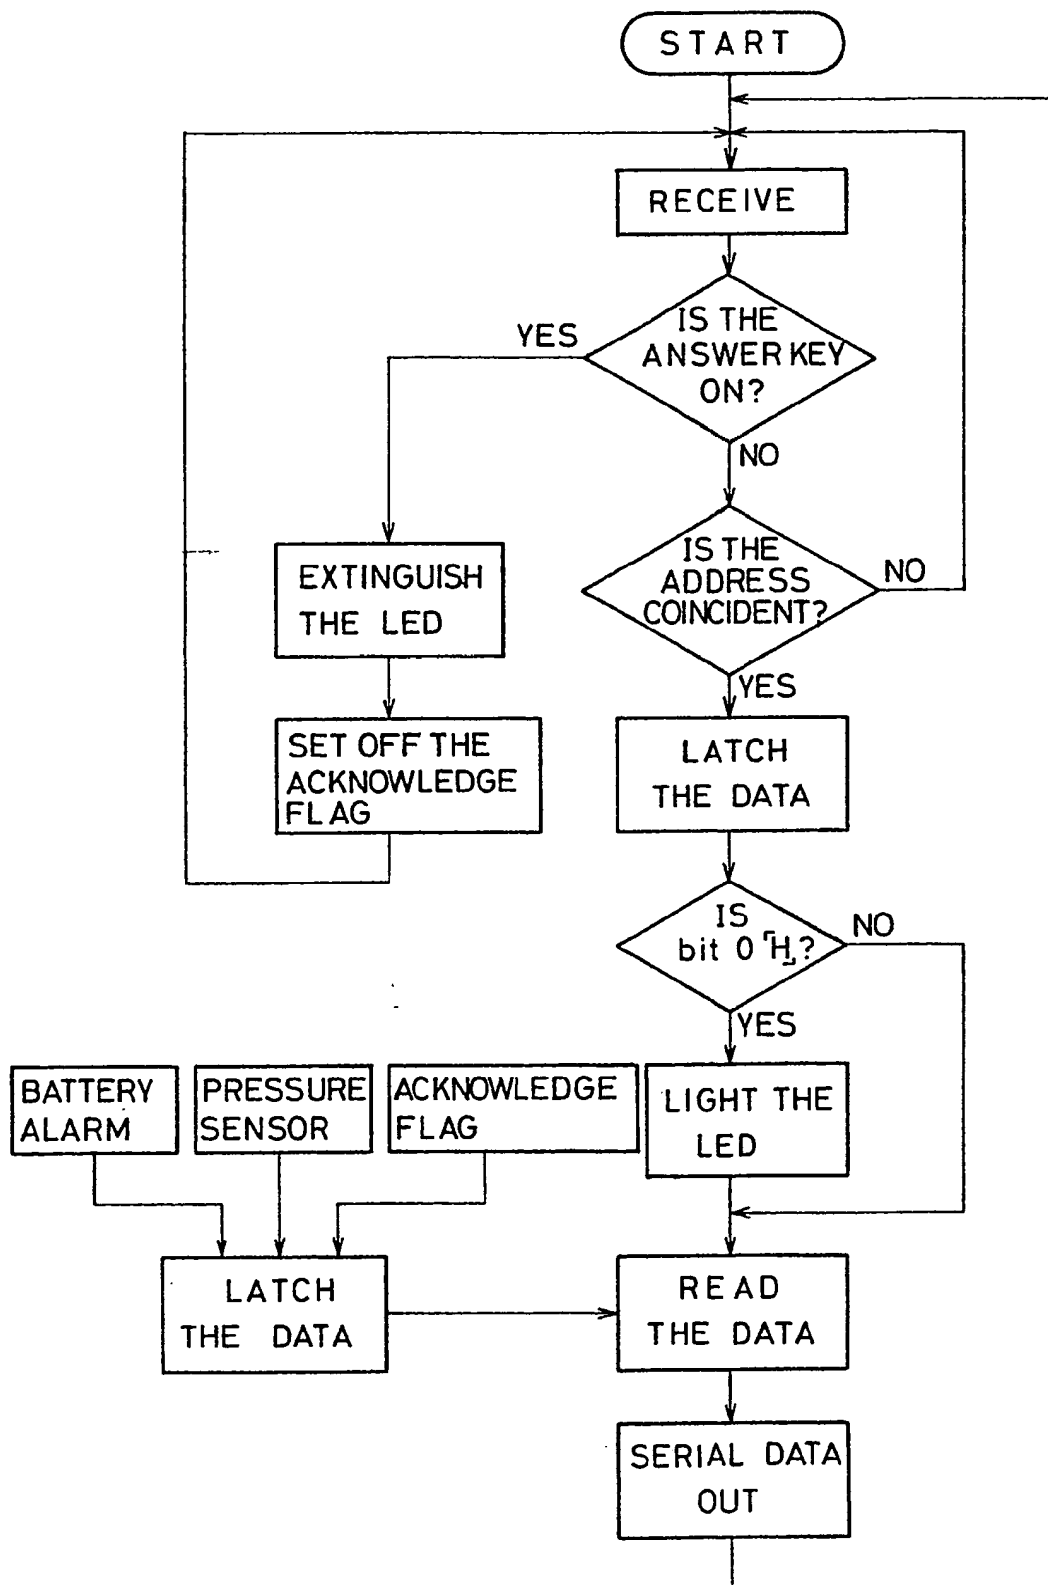 START
RECEIVE
IS THE
ANSWER KEY
ON?
YES
NO
IS THE
ADDRESS
COINCIDENT?
NO
YES
EXTINGUISH
THE LED
SET OFF THE
ACKNOWLEDGE
FLAG
LATCH
THE DATA
IS
bit 0「H」?
NO
YES
BATTERY
ALARM
PRESSURE
SENSOR
ACKNOWLEDGE
FLAG
LIGHT THE
LED
LATCH
THE DATA
READ
THE DATA
SERIAL DATA
OUT